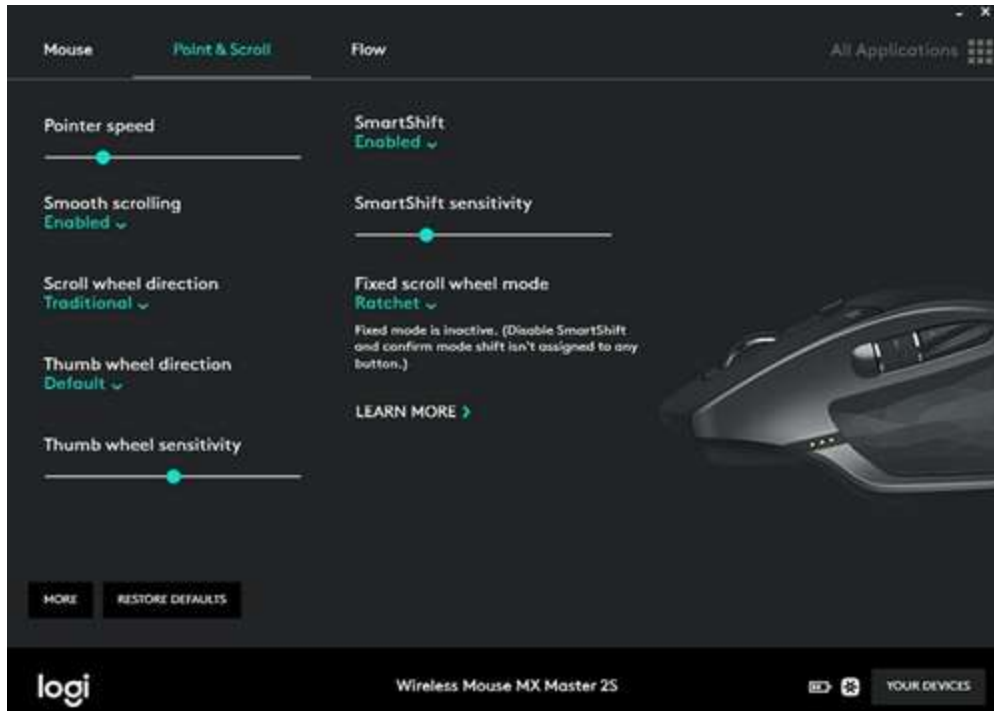 Mouse
Point & Scroll
Flow
All Applications
Pointer speed
Smooth scrolling
Enabled
Scroll wheel direction
Traditional
Thumb wheel direction
Default
Thumb wheel sensitivity
SmartShift
Enabled
SmartShift sensitivity
Fixed scroll wheel mode
Ratchet
Fixed mode is inactive. (Disable SmartShift
and confirm mode shift isn't assigned to any
button.)
LEARN MORE
MORE
RESTORE DEFAULTS
logi
Wireless Mouse MX Master 2S
YOUR DEVICES